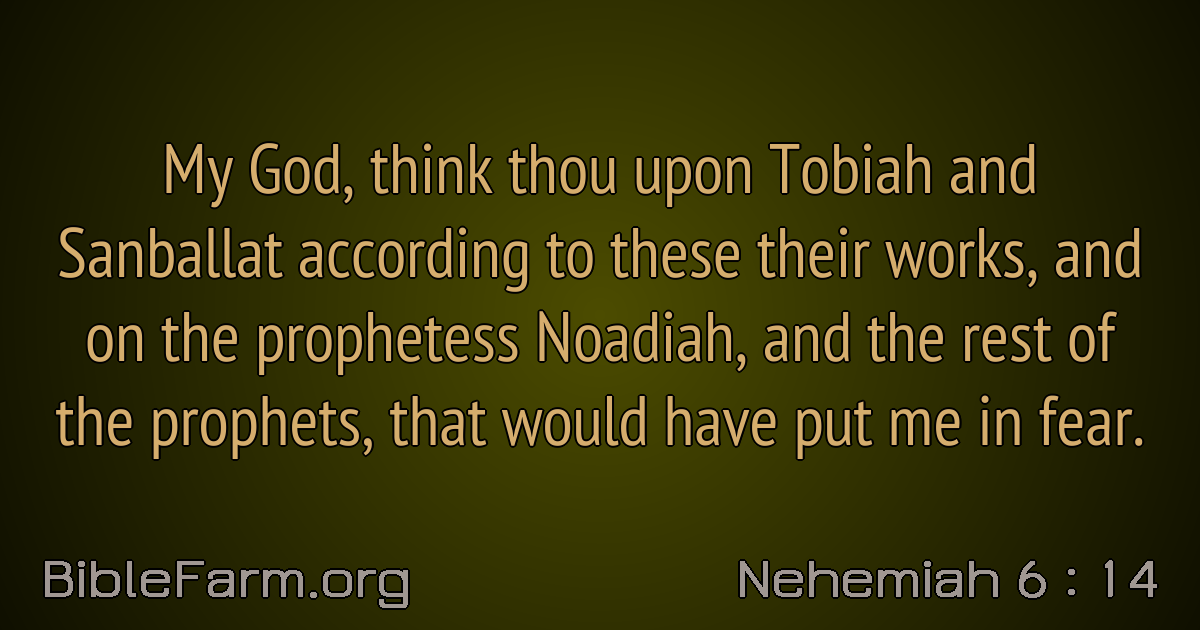 My God, think thou upon Tobiah and
Sanballat according to these their works, and
on the prophetess Noadiah, and the rest of
the prophets, that would have put me in fear.
BibleFarm.org
Nehemiah 6 : 14